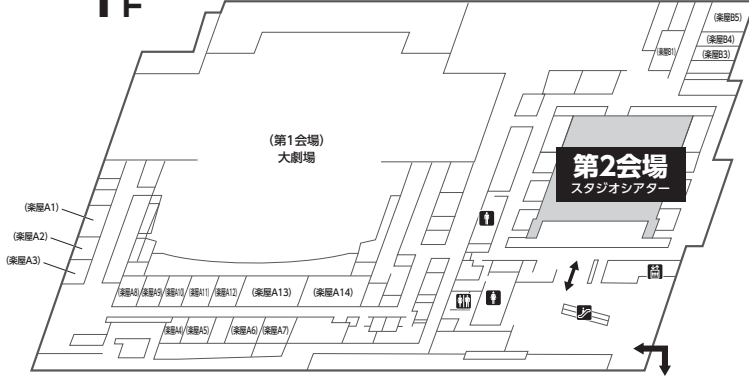 1F
(楽屋B5)
(楽屋B4)
(楽屋B3)
(楽屋B1)
(第1会場)
大劇場
第2会場
スタジオシアター
(楽屋A1)
(楽屋A2)
(楽屋A3)
(楽屋A8) (楽屋A9) (楽屋A10) (楽屋A11) (楽屋A12) (楽屋A13) (楽屋A14)
(楽屋A4) (楽屋A5) (楽屋A6) (楽屋A7)